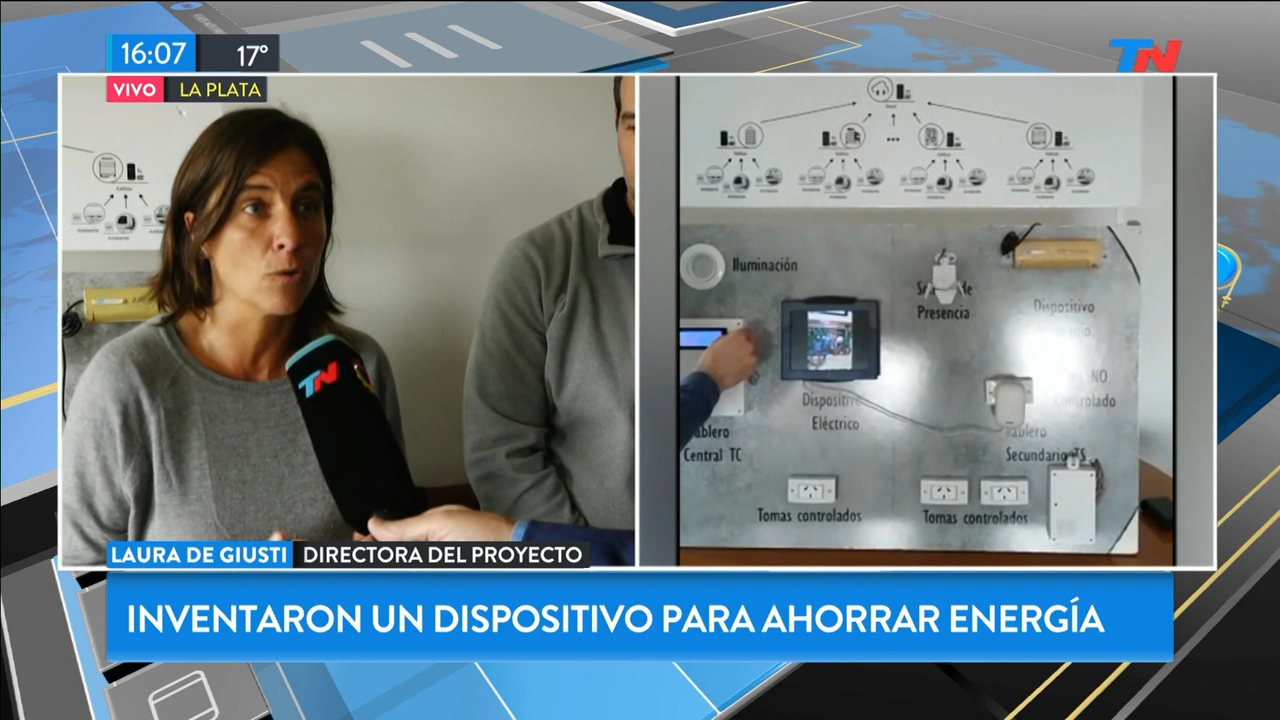 16:07 17°
TN
VIVO LA PLATA
Iluminación
Presencia
Dispositivo
NO
Controlado
Dispositivo
Eléctrico
Tablero
Central TC
Tablero
Secundario TS
Tomas controlados
Tomas controlados
TN
LAURA DE GIUSTI DIRECTORA DEL PROYECTO
INVENTARON UN DISPOSITIVO PARA AHORRAR ENERGÍA